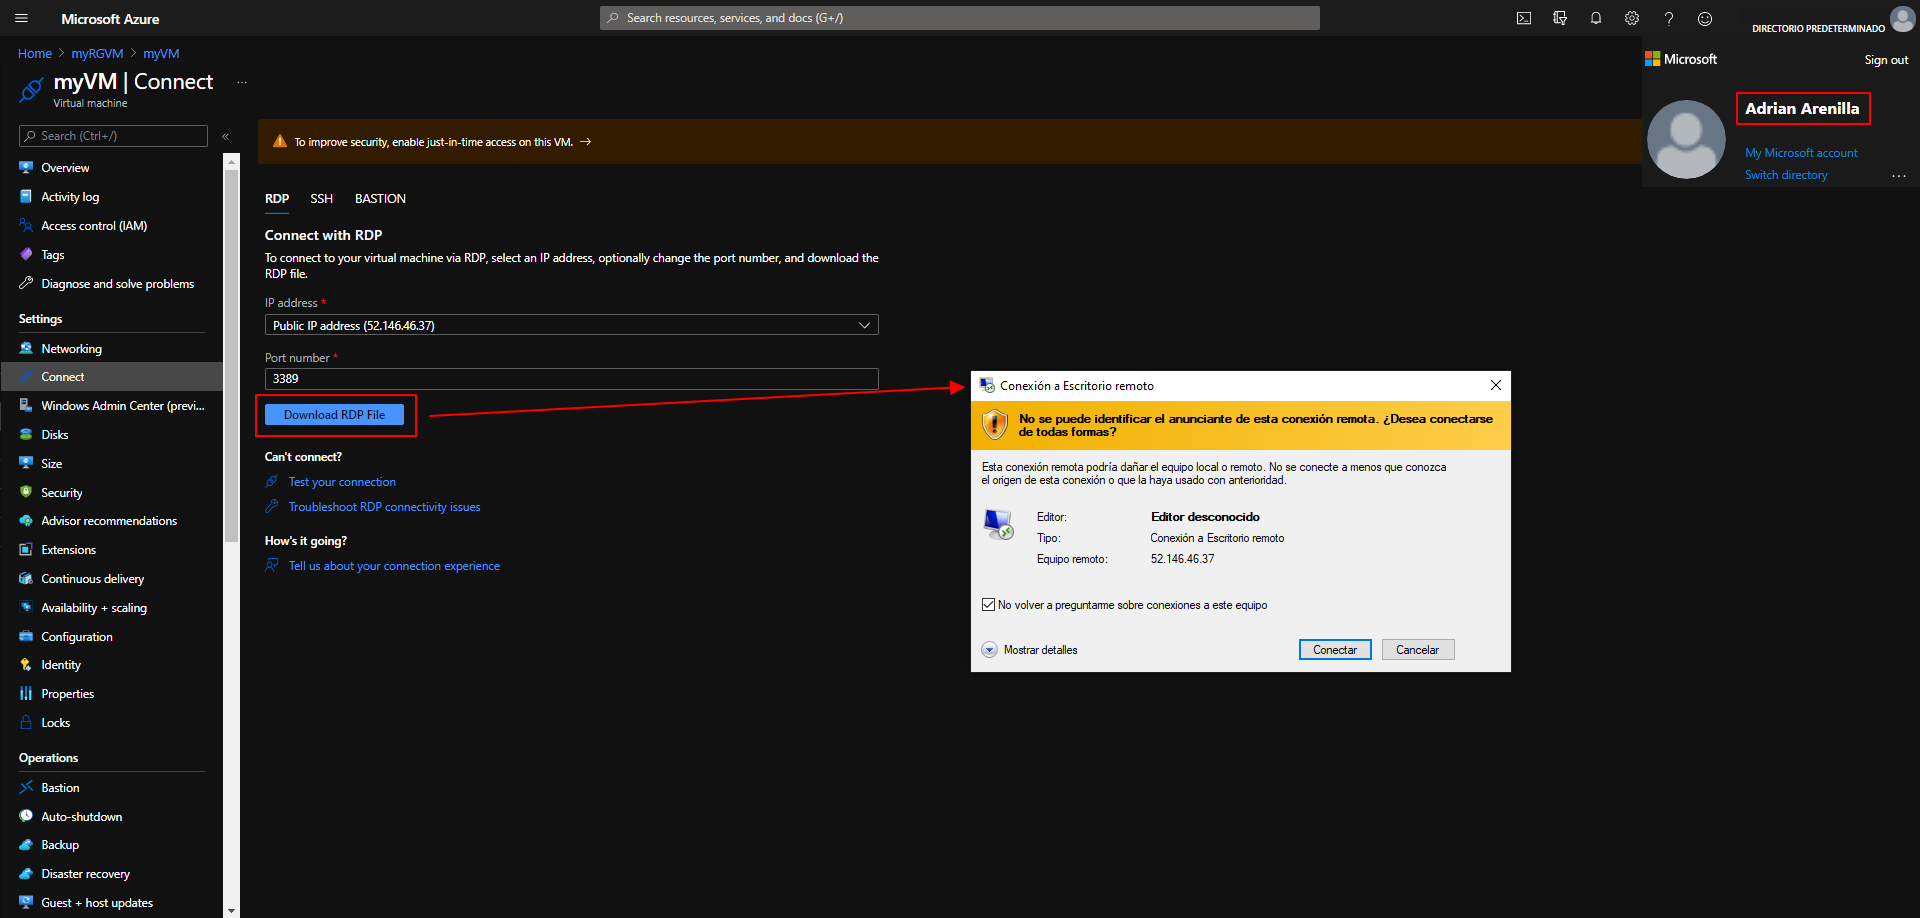 Microsoft Azure
Search resources, services, and docs (G+/)
DIRECTORIO PREDETERMINADO
Home > myRGVM > myVM
myVM | Connect ...
Virtual machine
Search (Ctrl+/)
«
Overview
Activity log
Access control (IAM)
Tags
Diagnose and solve problems
Settings
Networking
Connect
Windows Admin Center (previ...
Disks
Size
Security
Advisor recommendations
Extensions
Continuous delivery
Availability + scaling
Configuration
Identity
Properties
Locks
Operations
Bastion
Auto-shutdown
Backup
Disaster recovery
Guest + host updates
To improve security, enable just-in-time access on this VM. →
RDP SSH BASTION
Connect with RDP
To connect to your virtual machine via RDP, select an IP address, optionally change the port number, and download the
RDP file.
IP address *
Public IP address (52.146.46.37)
Port number *
3389
Download RDP File
Can't connect?
Test your connection
Troubleshoot RDP connectivity issues
How's it going?
Tell us about your connection experience
Microsoft
Sign out
Adrian Arenilla
My Microsoft account
Switch directory
...
Conexión a Escritorio remoto
No se puede identificar el anunciante de esta conexión remota. ¿Desea conectarse
de todas formas?
Esta conexión remota podría dañar el equipo local o remoto. No se conecte a menos que conozca
el origen de esta conexión o que la haya usado con anterioridad.
Editor: Editor desconocido
Tipo: Conexión a Escritorio remoto
Equipo remoto: 52.146.46.37
No volver a preguntarme sobre conexiones a este equipo
Mostrar detalles
Conectar
Cancelar